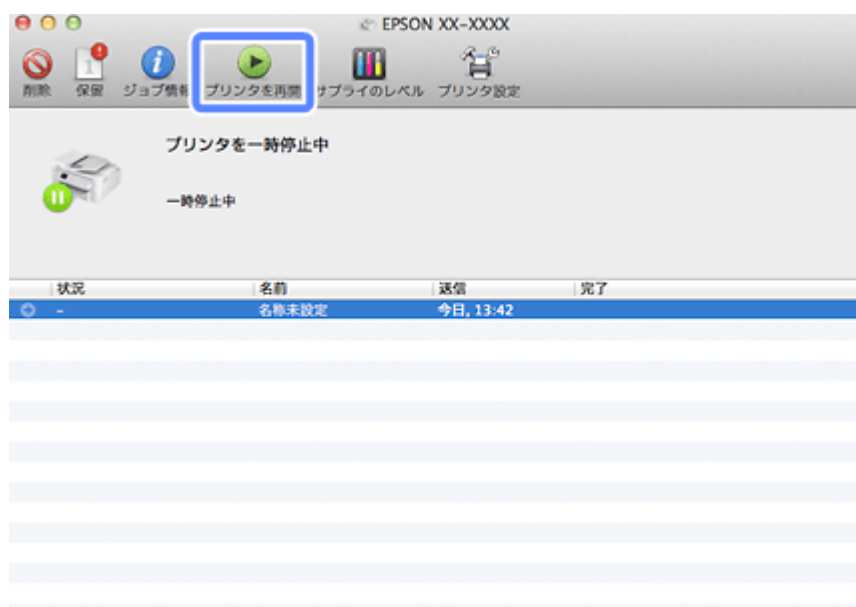 EPSON XX-XXXX
削除 保留 ジョブ情報 プリンタを再開 サプライのレベル プリンタ設定
プリンタを一時停止中
一時停止中
状況 名前 送信 完了
- 名称未設定 今日, 13:42